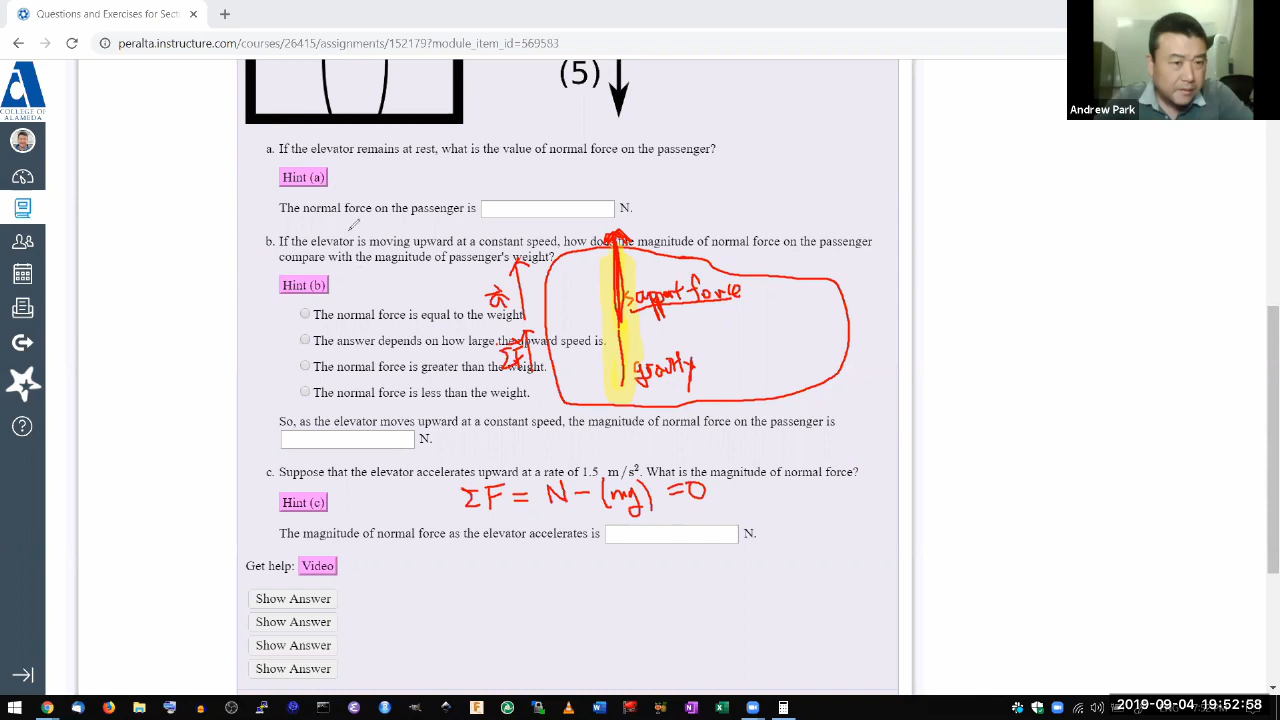 Questions and Exercises for Sect
peralta.instructure.com/courses/26415/assignments/152179?module_item_id=569583
Andrew Park
COLLEGE OF
ALAMEDA
(5)
a. If the elevator remains at rest, what is the value of normal force on the passenger?
Hint (a)
The normal force on the passenger is N.
b. If the elevator is moving upward at a constant speed, how does the magnitude of normal force on the passenger
compare with the magnitude of passenger's weight?
Hint (b)
a
support force
The normal force is equal to the weight.
The answer depends on how large the upward speed is.
ΣF
The normal force is greater than the weight.
gravity
The normal force is less than the weight.
So, as the elevator moves upward at a constant speed, the magnitude of normal force on the passenger is
N.
c. Suppose that the elevator accelerates upward at a rate of 1.5 m/s². What is the magnitude of normal force?
ΣF = N - (mg) = 0
Hint (c)
The magnitude of normal force as the elevator accelerates is N.
Get help: Video
Show Answer
Show Answer
Show Answer
Show Answer
2019-09-04 19:52:58